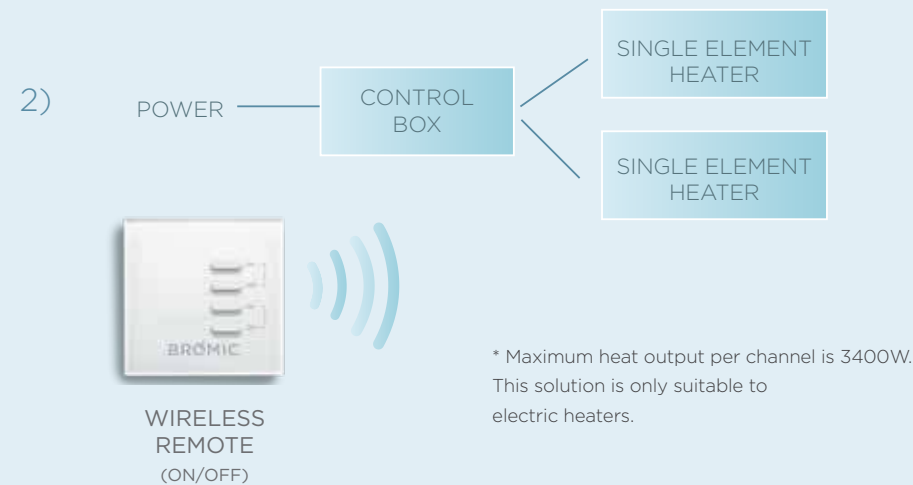 2)
POWER
CONTROL
BOX
SINGLE ELEMENT
HEATER
SINGLE ELEMENT
HEATER
BROMIC
WIRELESS
REMOTE
(ON/OFF)
* Maximum heat output per channel is 3400W.
This solution is only suitable to
electric heaters.